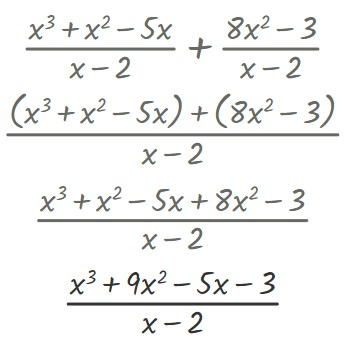 (x³ + x² − 5x)/(x − 2) + (8x² − 3)/(x − 2)
((x³ + x² − 5x) + (8x² − 3))/(x − 2)
(x³ + x² − 5x + 8x² − 3)/(x − 2)
(x³ + 9x² − 5x − 3)/(x − 2)